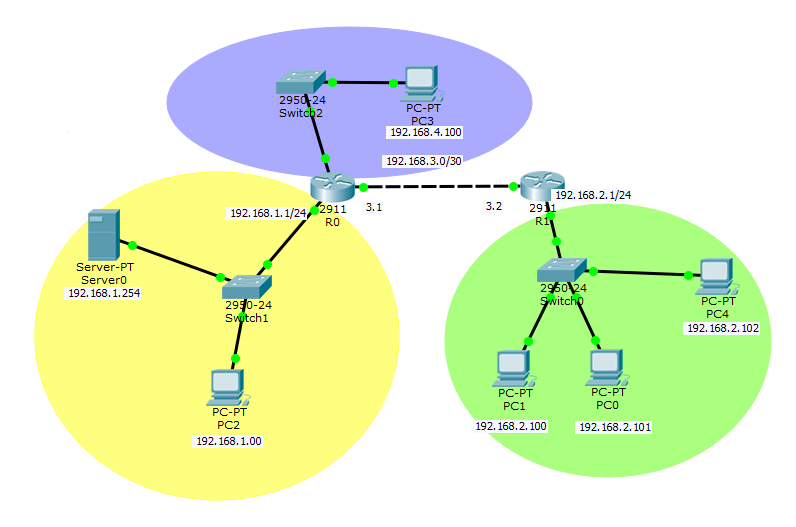 2950-24
Switch2
PC-PT
PC3
192.168.4.100
192.168.3.0/30
192.168.1.1/24
2911
R0
3.1
3.2
192.168.2.1/24
2911
R1
Server-PT
Server0
192.168.1.254
2950-24
Switch1
2950-24
Switch0
PC-PT
PC4
192.168.2.102
PC-PT
PC2
192.168.1.00
PC-PT
PC1
192.168.2.100
PC-PT
PC0
192.168.2.101